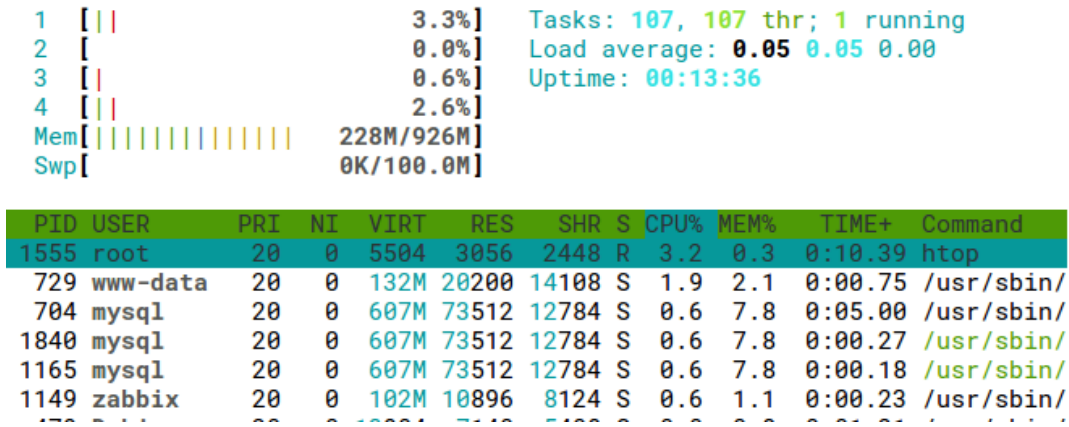 1 [|| 3.3%] Tasks: 107, 107 thr; 1 running
2 [ 0.0%] Load average: 0.05 0.05 0.00
3 [| 0.6%] Uptime: 00:13:36
4 [|| 2.6%]
Mem[|||||||||||||| 228M/926M]
Swp[ 0K/100.0M]
PID USER PRI NI VIRT RES SHR S CPU% MEM% TIME+ Command
1555 root 20 0 5504 3056 2448 R 3.2 0.3 0:10.39 htop
729 www-data 20 0 132M 20200 14108 S 1.9 2.1 0:00.75 /usr/sbin/
704 mysql 20 0 607M 73512 12784 S 0.6 7.8 0:05.00 /usr/sbin/
1840 mysql 20 0 607M 73512 12784 S 0.6 7.8 0:00.27 /usr/sbin/
1165 mysql 20 0 607M 73512 12784 S 0.6 7.8 0:00.18 /usr/sbin/
1149 zabbix 20 0 102M 10896 8124 S 0.6 1.1 0:00.23 /usr/sbin/